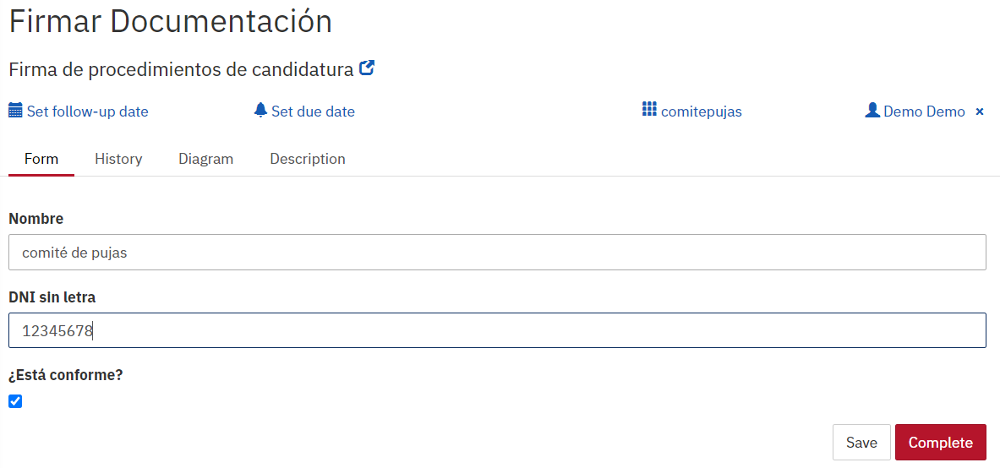 Firmar Documentación
Firma de procedimientos de candidatura
Set follow-up date Set due date comitepujas Demo Demo ×
Form History Diagram Description
Nombre
comité de pujas
DNI sin letra
12345678
¿Está conforme?
Save Complete